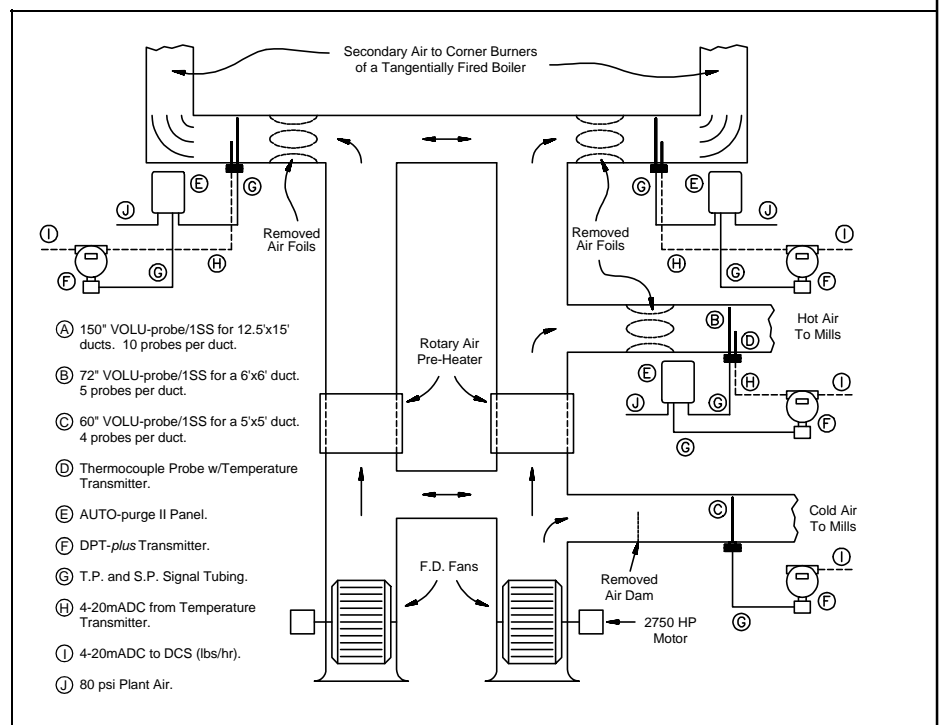 Secondary Air to Corner Burners
of a Tangentially Fired Boiler
E
G
G
E
J
J
I
I
Removed
Air Foils
Removed
Air Foils
H
H
F
G
G
F
A 150" VOLU-probe/1SS for 12.5'x15'
ducts. 10 probes per duct.
B 72" VOLU-probe/1SS for a 6'x6' duct.
5 probes per duct.
C 60" VOLU-probe/1SS for a 5'x5' duct.
4 probes per duct.
D Thermocouple Probe w/Temperature
Transmitter.
E AUTO-purge II Panel.
F DPT-plus Transmitter.
G T.P. and S.P. Signal Tubing.
H 4-20mADC from Temperature
Transmitter.
I 4-20mADC to DCS (lbs/hr).
J 80 psi Plant Air.
Rotary Air
Pre-Heater
B
D
Hot Air
To Mills
E
H
I
J
G
F
G
C
Cold Air
To Mills
I
F
G
Removed
Air Dam
F.D. Fans
2750 HP
Motor